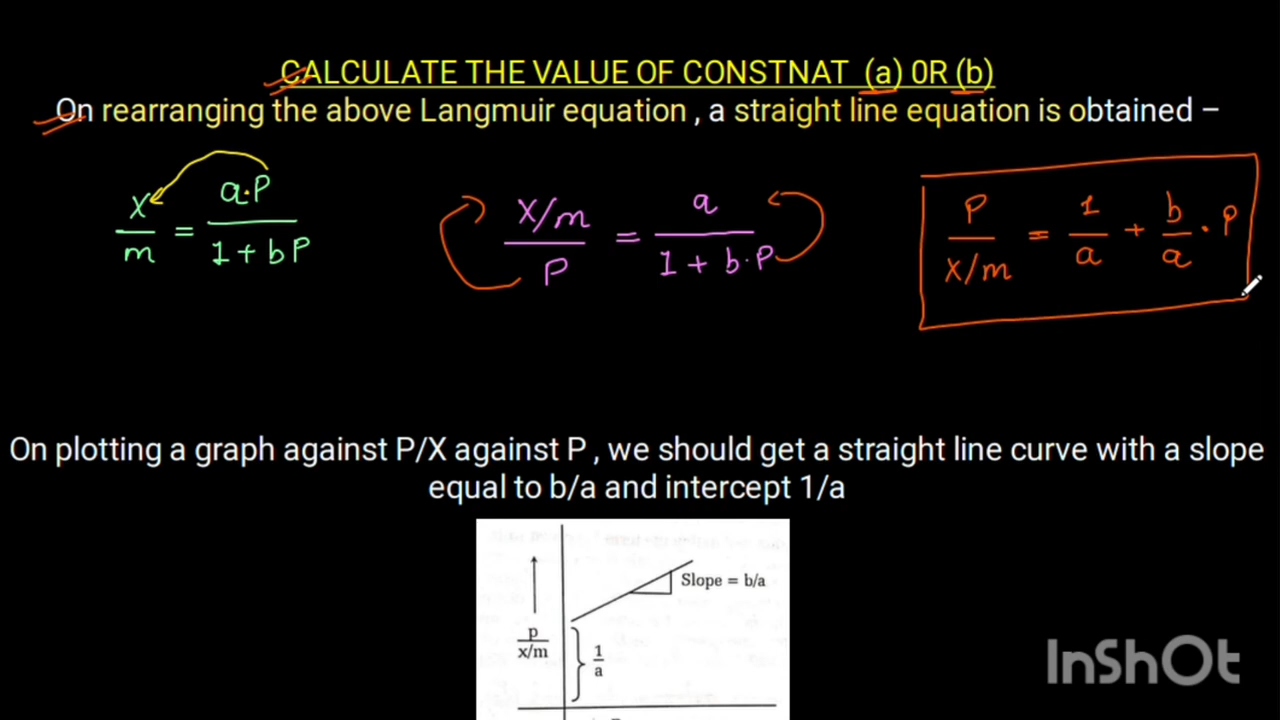 CALCULATE THE VALUE OF CONSTNAT (a) 0R (b)
On rearranging the above Langmuir equation , a straight line equation is obtained –
x/m = a.P/1 + bP
x/m/P = a/1 + b.P
P/x/m = 1/a + b/a . P
On plotting a graph against P/X against P , we should get a straight line curve with a slope
equal to b/a and intercept 1/a
Slope = b/a
p/x/m
1/a
InShOt